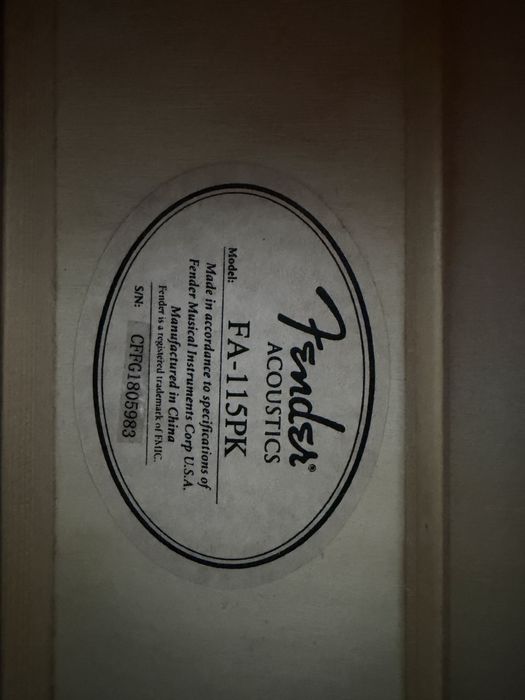 Fender®
ACOUSTICS
Model: FA-115PK
Made in accordance to specifications of
Fender Musical Instruments Corp U.S.A.
Manufactured in China
Fender is a registered trademark of FMIC.
S/N: CFFG1805983